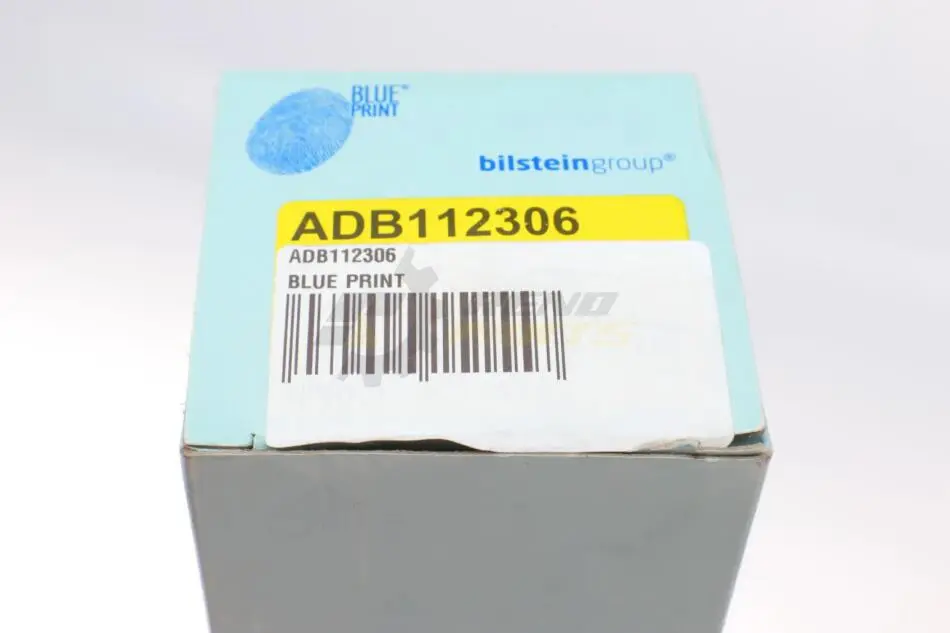 BLUE®
PRINT
bilsteingroup®
ADB112306
ADB112306
BLUE PRINT